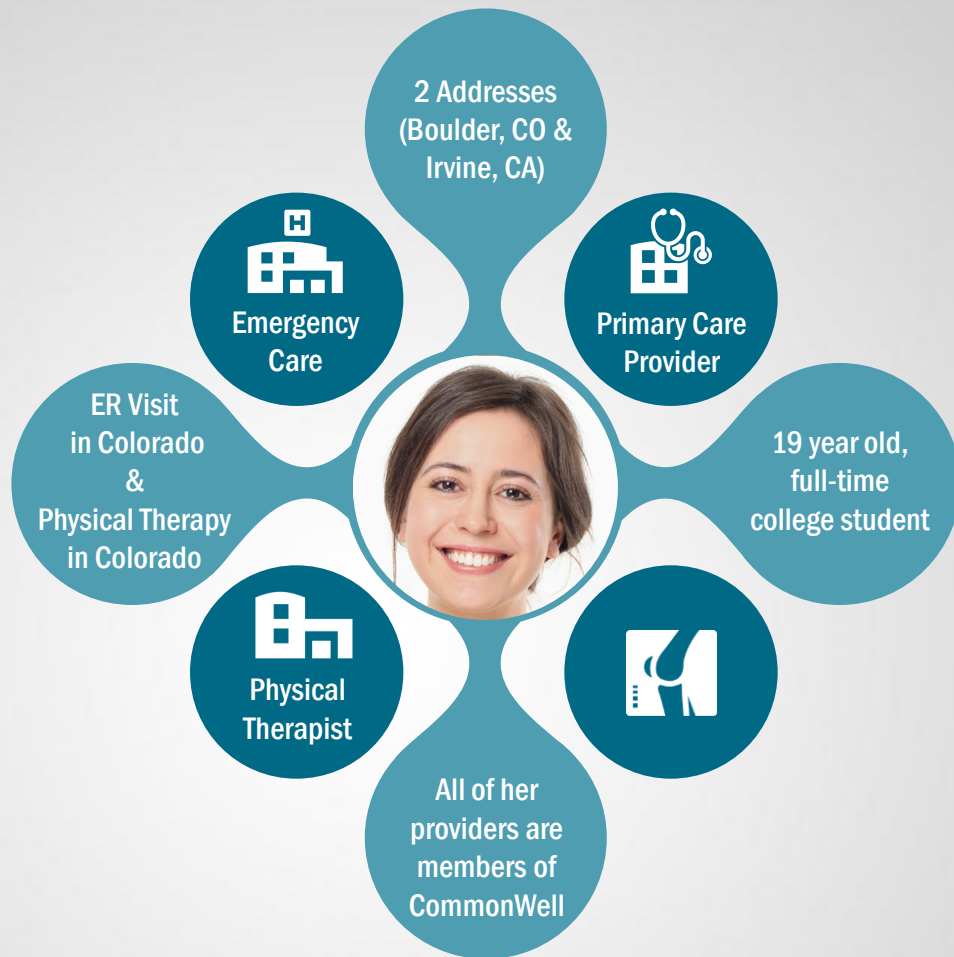 2 Addresses
(Boulder, CO &
Irvine, CA)
H
Emergency
Care
Primary Care
Provider
ER Visit
in Colorado
&
Physical Therapy
in Colorado
19 year old,
full-time
college student
Physical
Therapist
All of her
providers are
members of
CommonWell